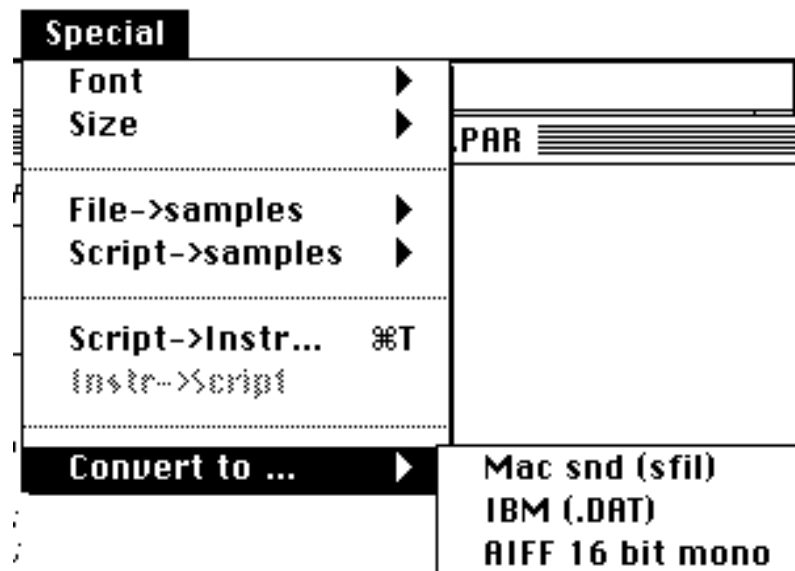 Special
Font
Size
.PAR
File->samples
Script->samples
Script->Instr... ⌘T
Instr->Script
Convert to ...
Mac snd (sfil)
IBM (.DAT)
AIFF 16 bit mono
;
;